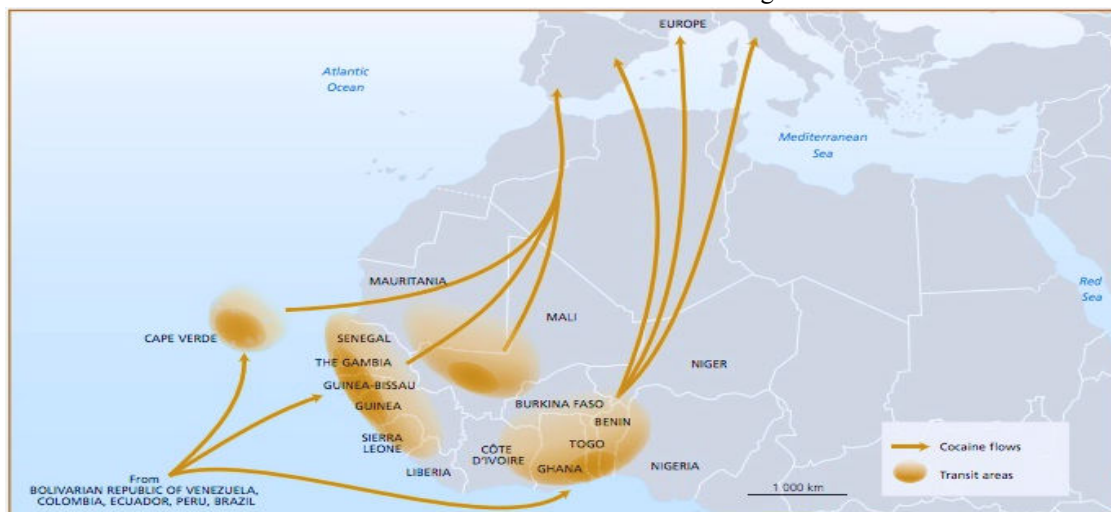 EUROPE
Atlantic
Ocean
Mediterranean
Sea
Red
Sea
MAURITANIA
MALI
CAPE VERDE
SENEGAL
THE GAMBIA
GUINEA-BISSAU
GUINEA
SIERRA
LEONE
LIBERIA
NIGER
BURKINA FASO
BENIN
CÔTE
D'IVOIRE
TOGO
GHANA
NIGERIA
From
BOLIVARIAN REPUBLIC OF VENEZUELA,
COLOMBIA, ECUADOR, PERU, BRAZIL
1 000 km
Cocaine flows
Transit areas